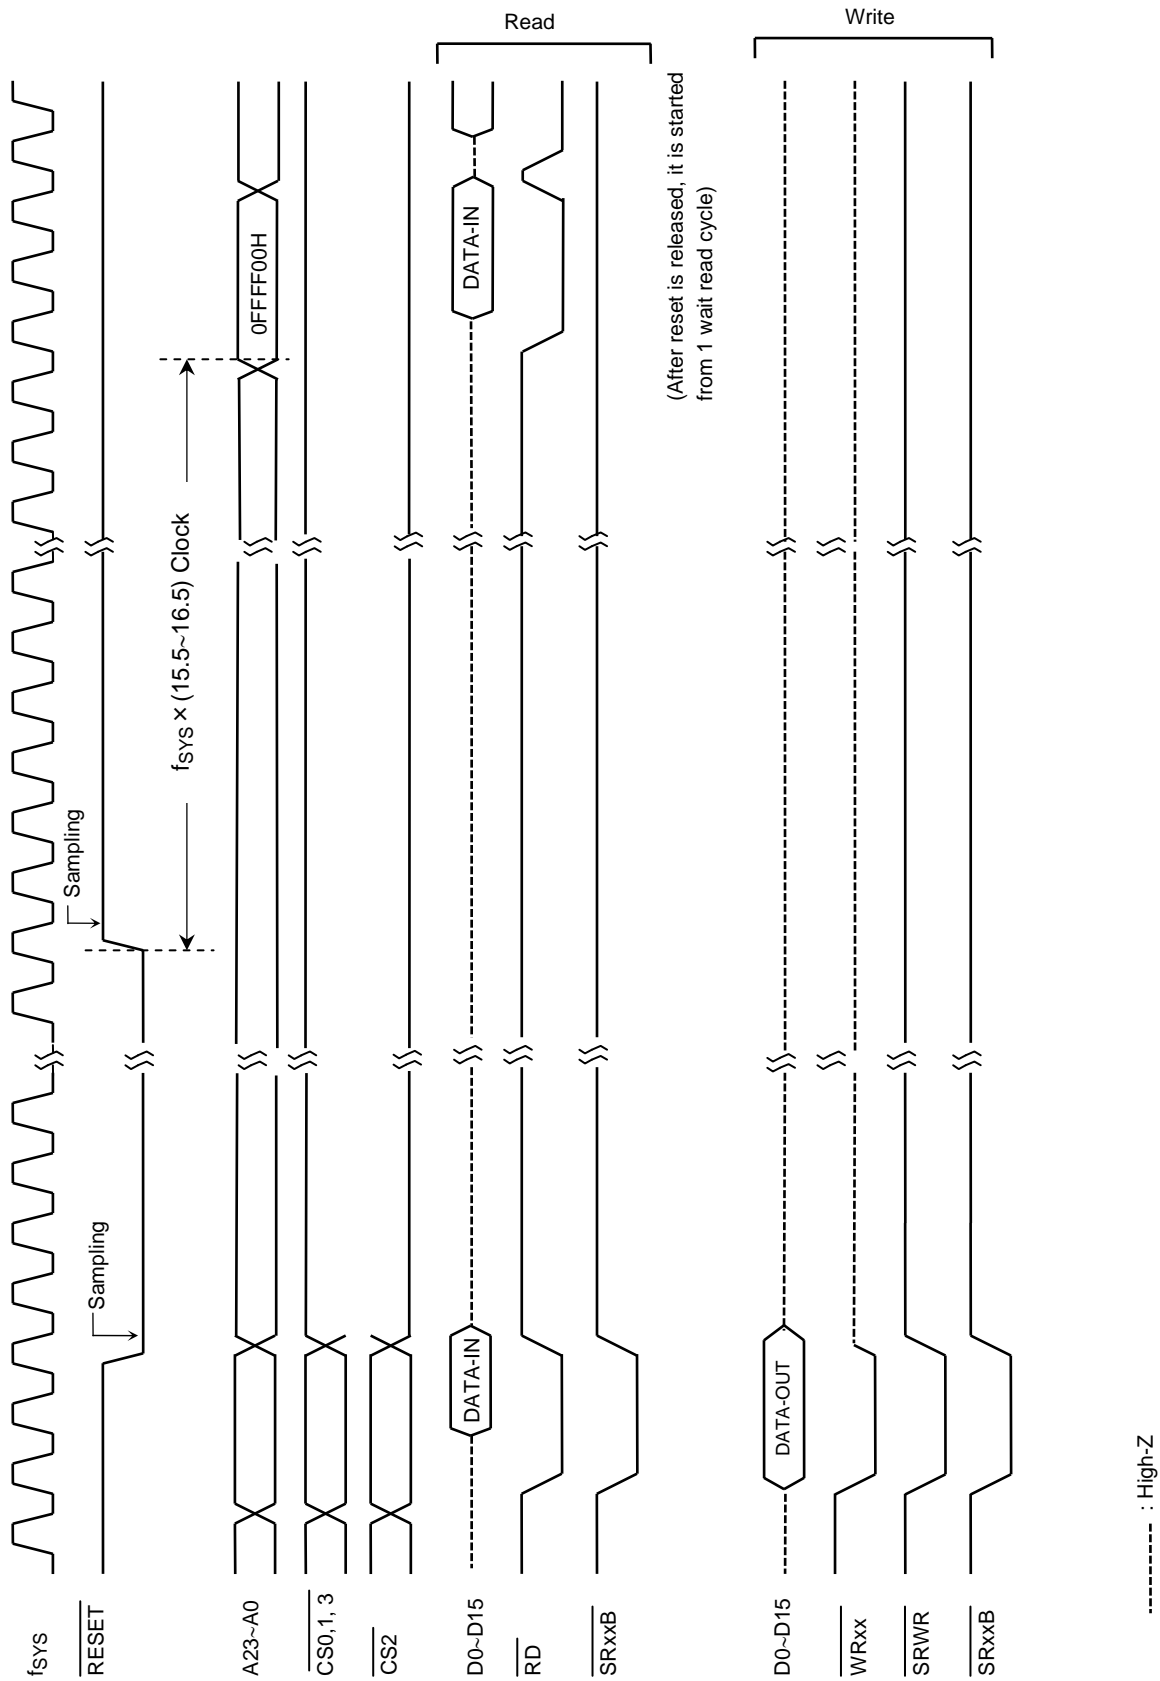 Read
Write
fSYS
RESET
Sampling
Sampling
fSYS × (15.5~16.5) Clock
A23~A0
0FFFF00H
CS0,1, 3
CS2
D0~D15
DATA-IN
DATA-IN
RD
SRxxB
(After reset is released, it is started
from 1 wait read cycle)
D0~D15
DATA-OUT
WRxx
SRWR
SRxxB
: High-Z